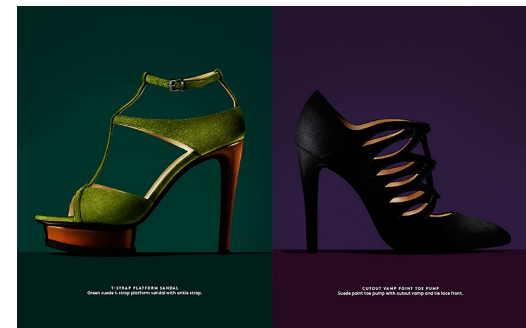 T-STRAP PLATFORM SANDAL
Green suede t- strap platform sandal with ankle strap.
CUTOUT VAMP POINT TOE PUMP
Suede point toe pump with cutout vamp and tie lace front.